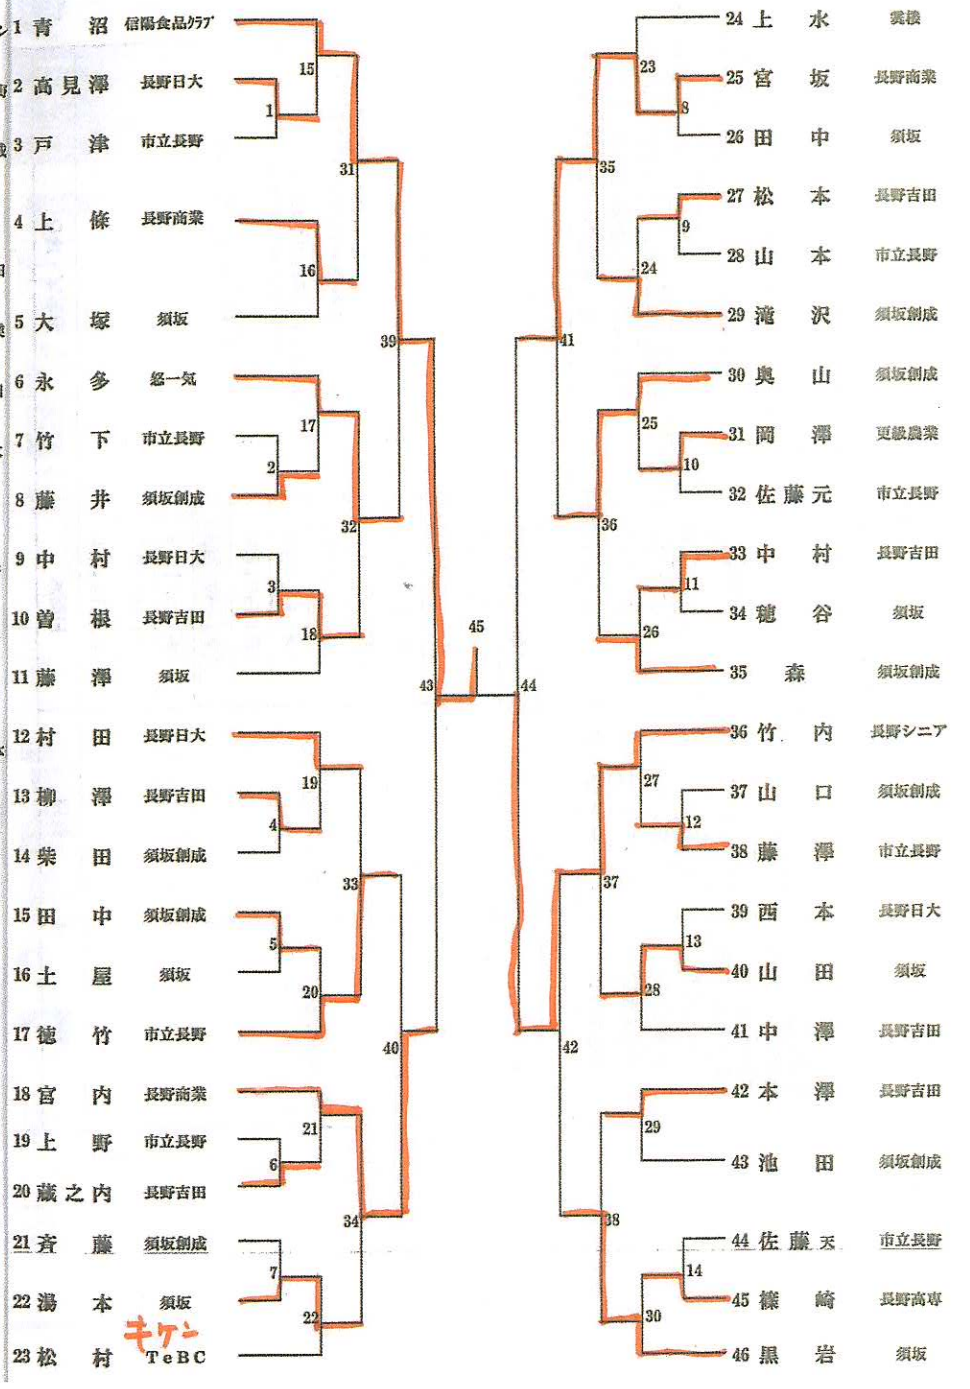 1 青沼 信陽食品クラブ
2 高見澤 長野日大
3 戸津 市立長野
4 上條 長野商業
5 大塚 須坂
6 永多 悠一気
7 竹下 市立長野
8 藤井 須坂創成
9 中村 長野日大
10 曽根 長野吉田
11 藤澤 須坂
12 村田 長野日大
13 柳澤 長野吉田
14 柴田 須坂創成
15 田中 須坂創成
16 土屋 須坂
17 徳竹 市立長野
18 宮内 長野商業
19 上野 市立長野
20 蔵之内 長野吉田
21 斉藤 須坂創成
22 湯本 須坂
キケン
23 松村 TeBC
15
1
31
16
39
17
2
32
3
18
43
19
4
33
5
20
40
21
6
34
7
22
45
44
23
8
35
9
24
41
25
10
36
11
26
27
12
37
13
28
42
29
38
14
30
24 上水
25 宮坂 長野商業
26 田中 須坂
27 松本 長野吉田
28 山本 市立長野
29 滝沢 須坂創成
30 奥山 須坂創成
31 岡澤 更級農業
32 佐藤元 市立長野
33 中村 長野吉田
34 穂谷 須坂
35 森 須坂創成
36 竹内 長野シニア
37 山口 須坂創成
38 藤澤 市立長野
39 西本 長野日大
40 山田 須坂
41 中澤 長野吉田
42 本澤 長野吉田
43 池田 須坂創成
44 佐藤天 市立長野
45 篠崎 長野高専
46 黒岩 須坂